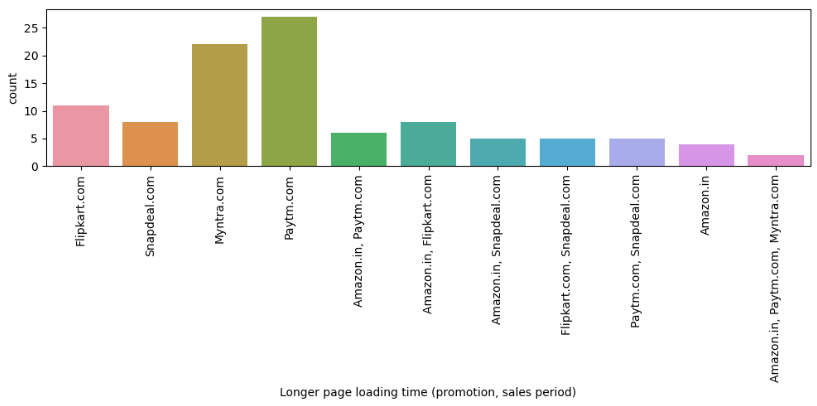 count
25
20
15
10
5
0
Flipkart.com
Snapdeal.com
Myntra.com
Paytm.com
Amazon.in, Paytm.com
Amazon.in, Flipkart.com
Amazon.in, Snapdeal.com
Flipkart.com, Snapdeal.com
Paytm.com, Snapdeal.com
Amazon.in
Amazon.in, Paytm.com, Myntra.com
Longer page loading time (promotion, sales period)